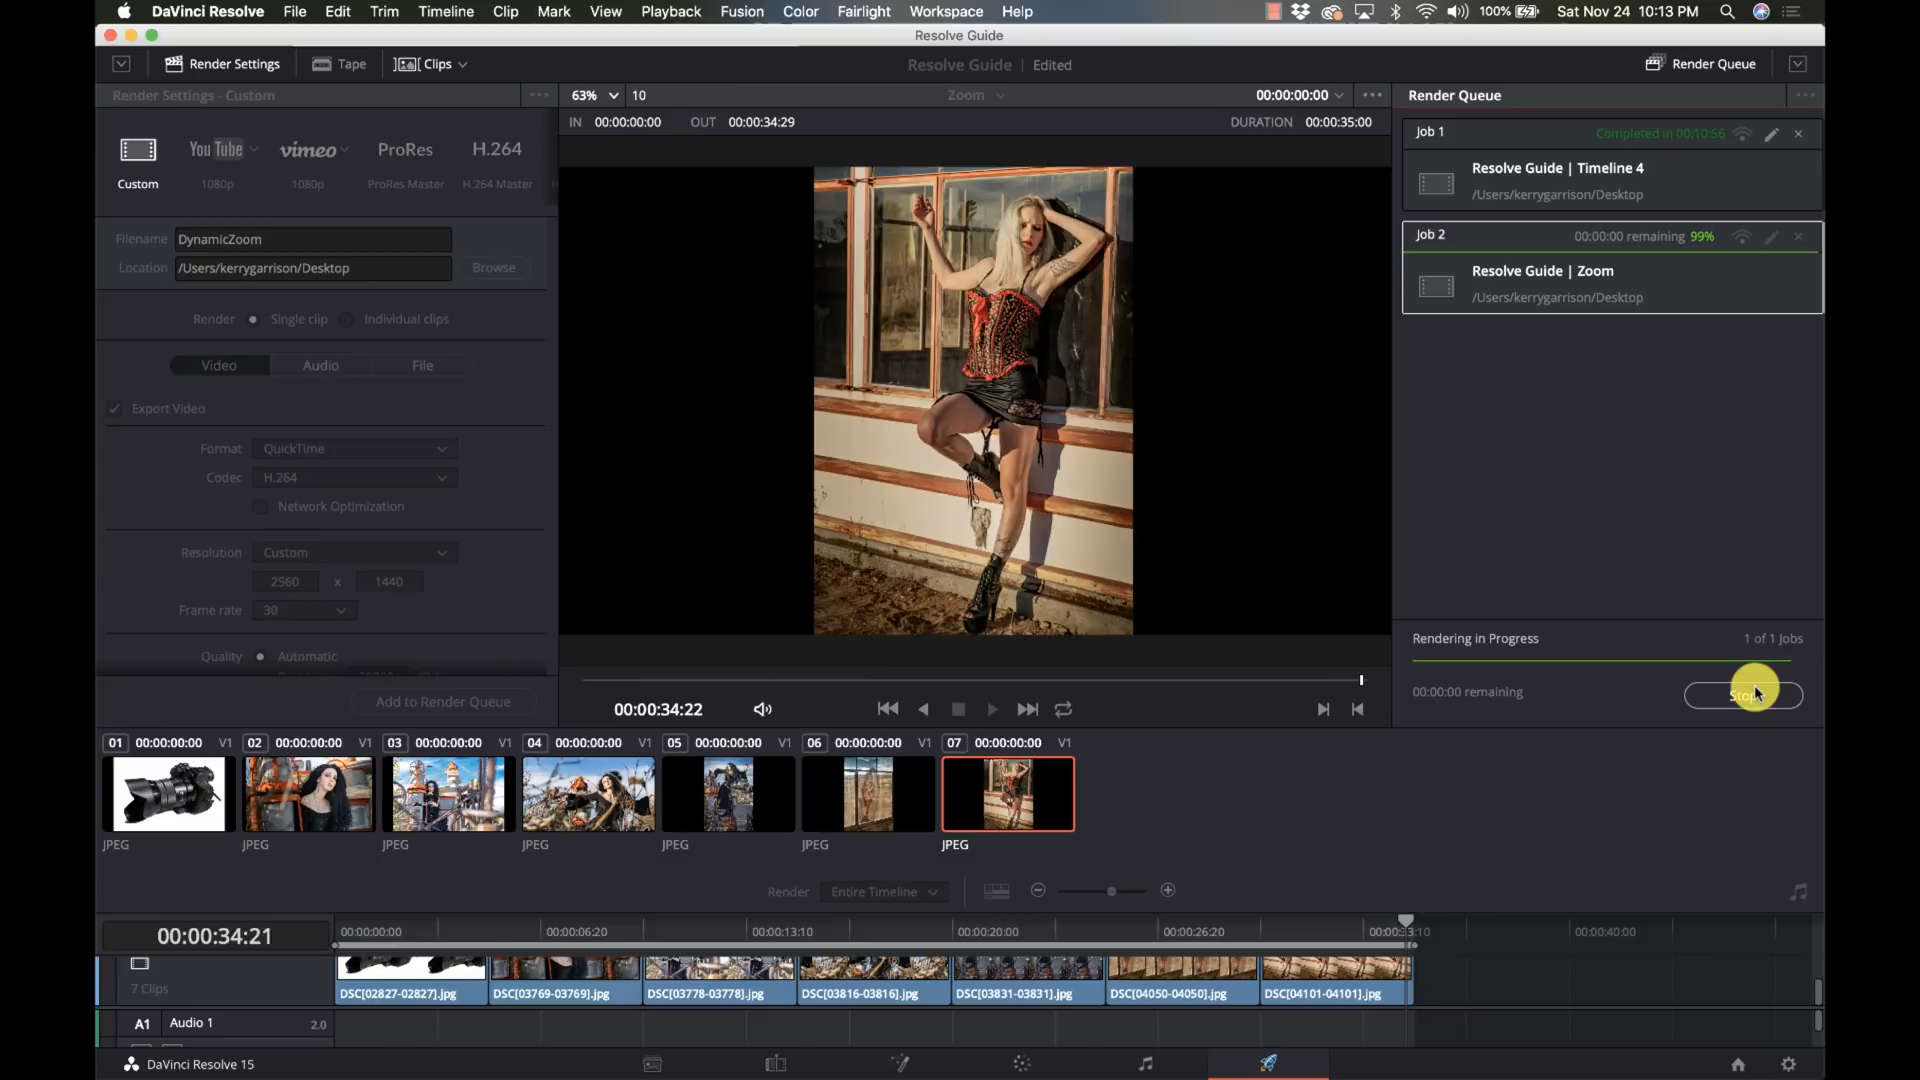 DaVinci Resolve File Edit Trim Timeline Clip Mark View Playback Fusion Color Fairlight Workspace Help 100% Sat Nov 24 10:13 PM
Resolve Guide
Render Settings Tape Clips Resolve Guide | Edited Render Queue
Render Settings - Custom
63% 10 Zoom 00:00:00:00
Render Queue
IN 00:00:00:00 OUT 00:00:34:29 DURATION 00:00:35:00
YouTube vimeo ProRes H.264
Custom 1080p 1080p ProRes Master H.264 Master
Filename DynamicZoom
Location /Users/kerrygarrison/Desktop Browse
Render Single clip Individual clips
Video Audio File
Export Video
Format QuickTime
Codec H.264
Network Optimization
Resolution Custom
2560 x 1440
Frame rate 30
Quality Automatic
Add to Render Queue
Job 1 Completed in 00:10:56
Resolve Guide | Timeline 4
/Users/kerrygarrison/Desktop
Job 2 00:00:00 remaining 99%
Resolve Guide | Zoom
/Users/kerrygarrison/Desktop
Rendering in Progress 1 of 1 Jobs
00:00:00 remaining Stop
00:00:34:22
01 00:00:00:00 V1 02 00:00:00:00 V1 03 00:00:00:00 V1 04 00:00:00:00 V1 05 00:00:00:00 V1 06 00:00:00:00 V1 07 00:00:00:00 V1
JPEG JPEG JPEG JPEG JPEG JPEG JPEG
Render Entire Timeline
00:00:34:21 00:00:00:00 00:00:06:20 00:00:13:10 00:00:20:00 00:00:26:20 00:00:33:10 00:00:40:00
7 Clips
DSC[02827-02827].jpg DSC[03769-03769].jpg DSC[03778-03778].jpg DSC[03816-03816].jpg DSC[03831-03831].jpg DSC[04050-04050].jpg DSC[04101-04101].jpg
A1 Audio 1 2.0
DaVinci Resolve 15